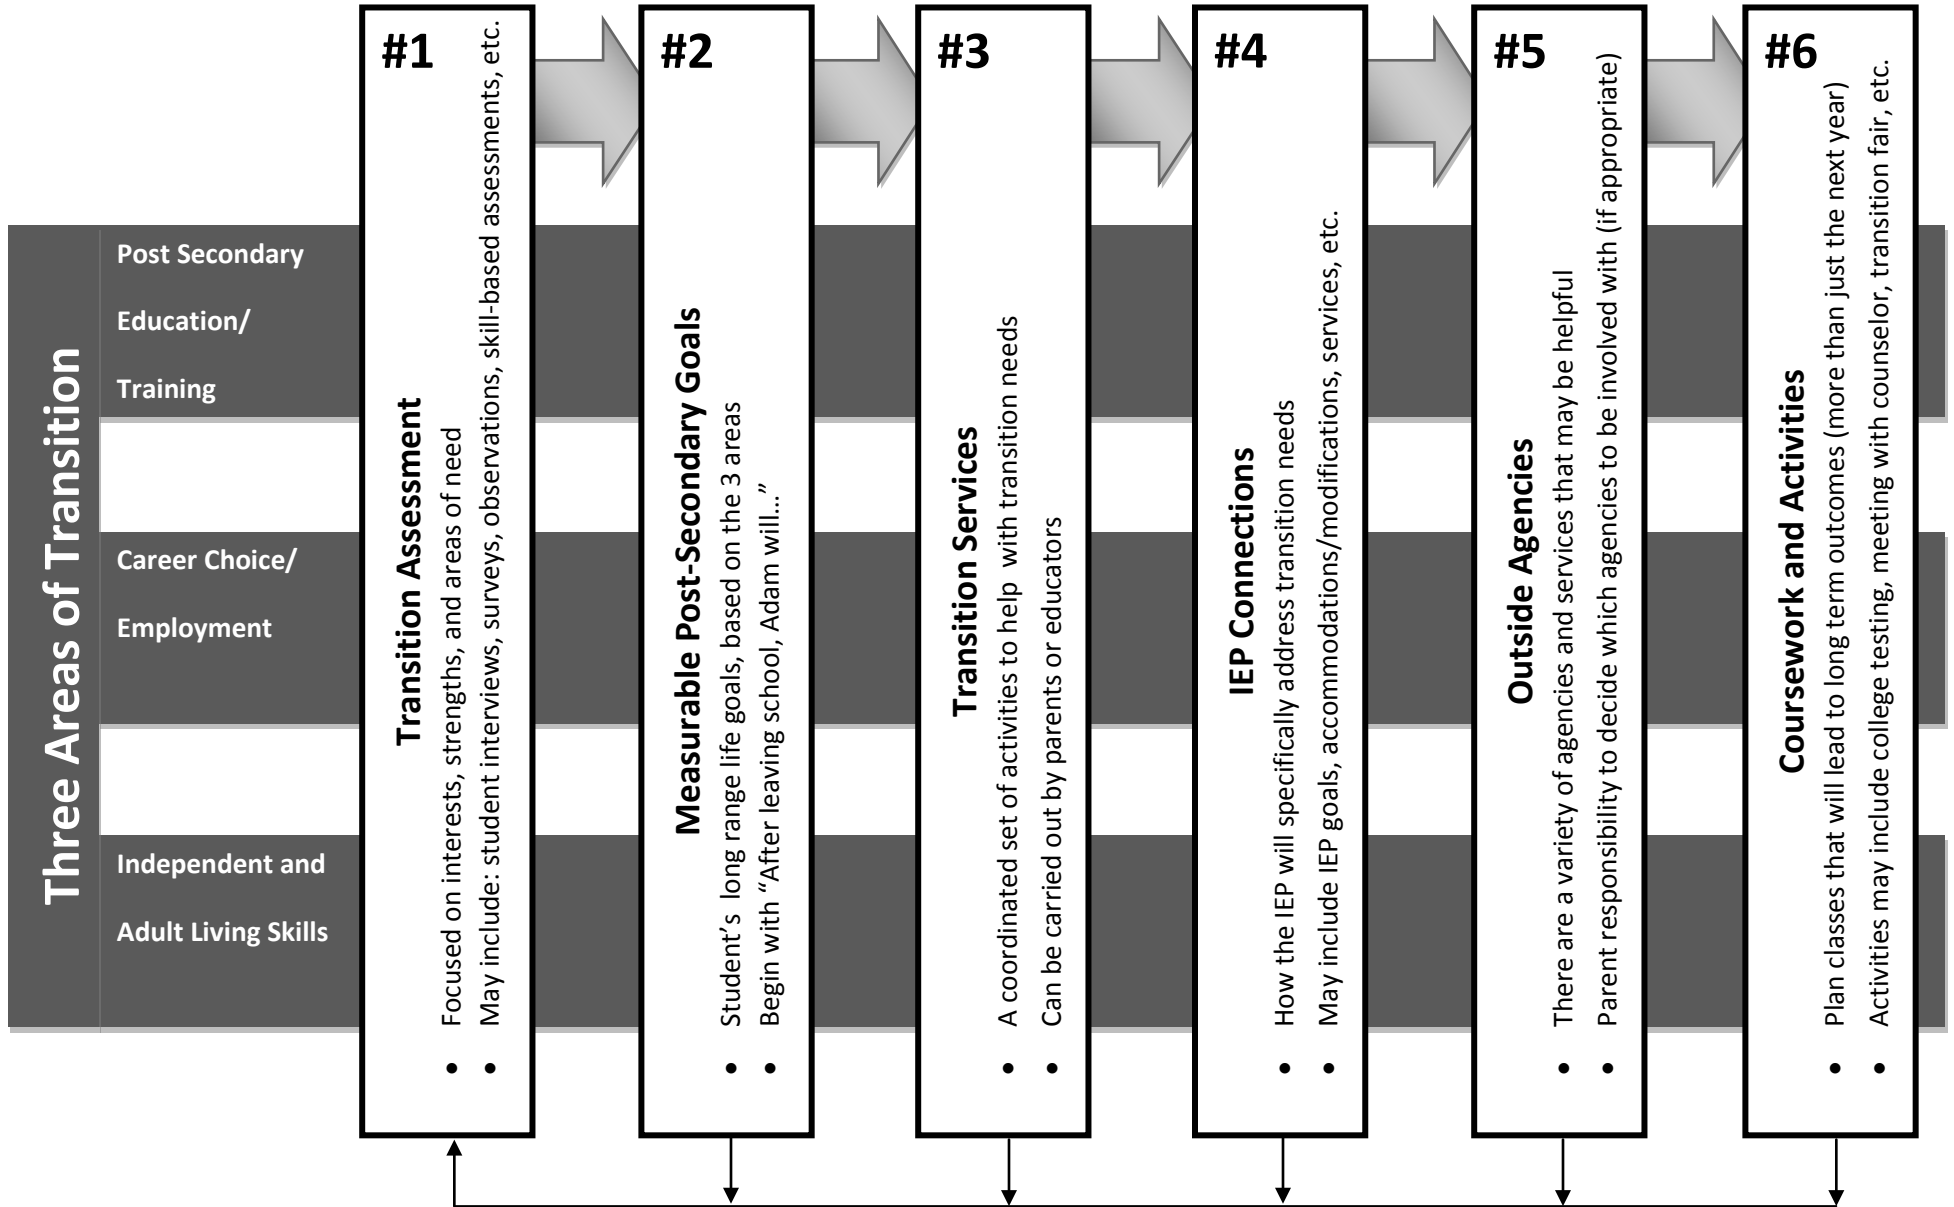 Three Areas of Transition
Post Secondary
Education/
Training
Career Choice/
Employment
Independent and
Adult Living Skills
#1
Transition Assessment
• Focused on interests, strengths, and areas of need
• May include: student interviews, surveys, observations, skill-based assessments, etc.
#2
Measurable Post-Secondary Goals
• Student’s long range life goals, based on the 3 areas
• Begin with “After leaving school, Adam will…”
#3
Transition Services
• A coordinated set of activities to help with transition needs
• Can be carried out by parents or educators
#4
IEP Connections
• How the IEP will specifically address transition needs
• May include IEP goals, accommodations/modifications, services, etc.
#5
Outside Agencies
• There are a variety of agencies and services that may be helpful
• Parent responsibility to decide which agencies to be involved with (if appropriate)
#6
Coursework and Activities
• Plan classes that will lead to long term outcomes (more than just the next year)
• Activities may include college testing, meeting with counselor, transition fair, etc.